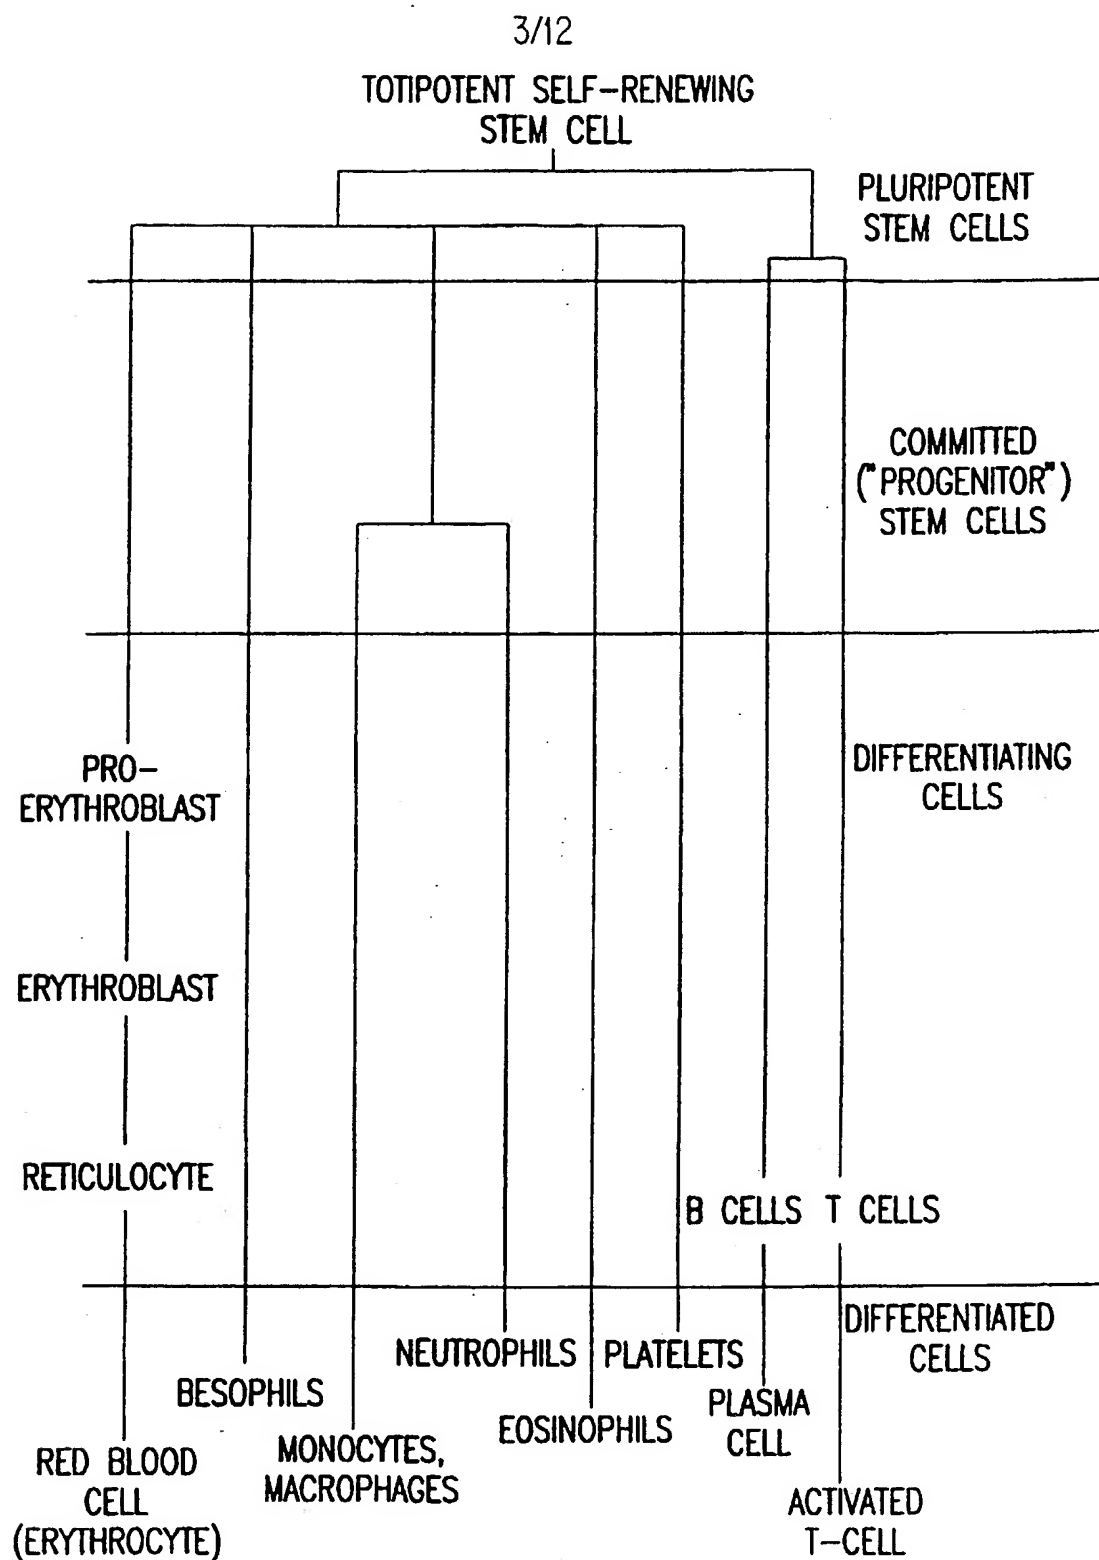 3/12
TOTIPOTENT SELF-RENEWING
STEM CELL
PLURIPOTENT
STEM CELLS
COMMITTED
("PROGENITOR")
STEM CELLS
PRO-
ERYTHROBLAST
DIFFERENTIATING
CELLS
ERYTHROBLAST
RETICULOCYTE
B CELLS T CELLS
DIFFERENTIATED
CELLS
NEUTROPHILS
PLATELETS
BESOPHILS
PLASMA
CELL
EOSINOPHILS
MONOCYTES,
MACROPHAGES
RED BLOOD
CELL
(ERYTHROCYTE)
ACTIVATED
T-CELL